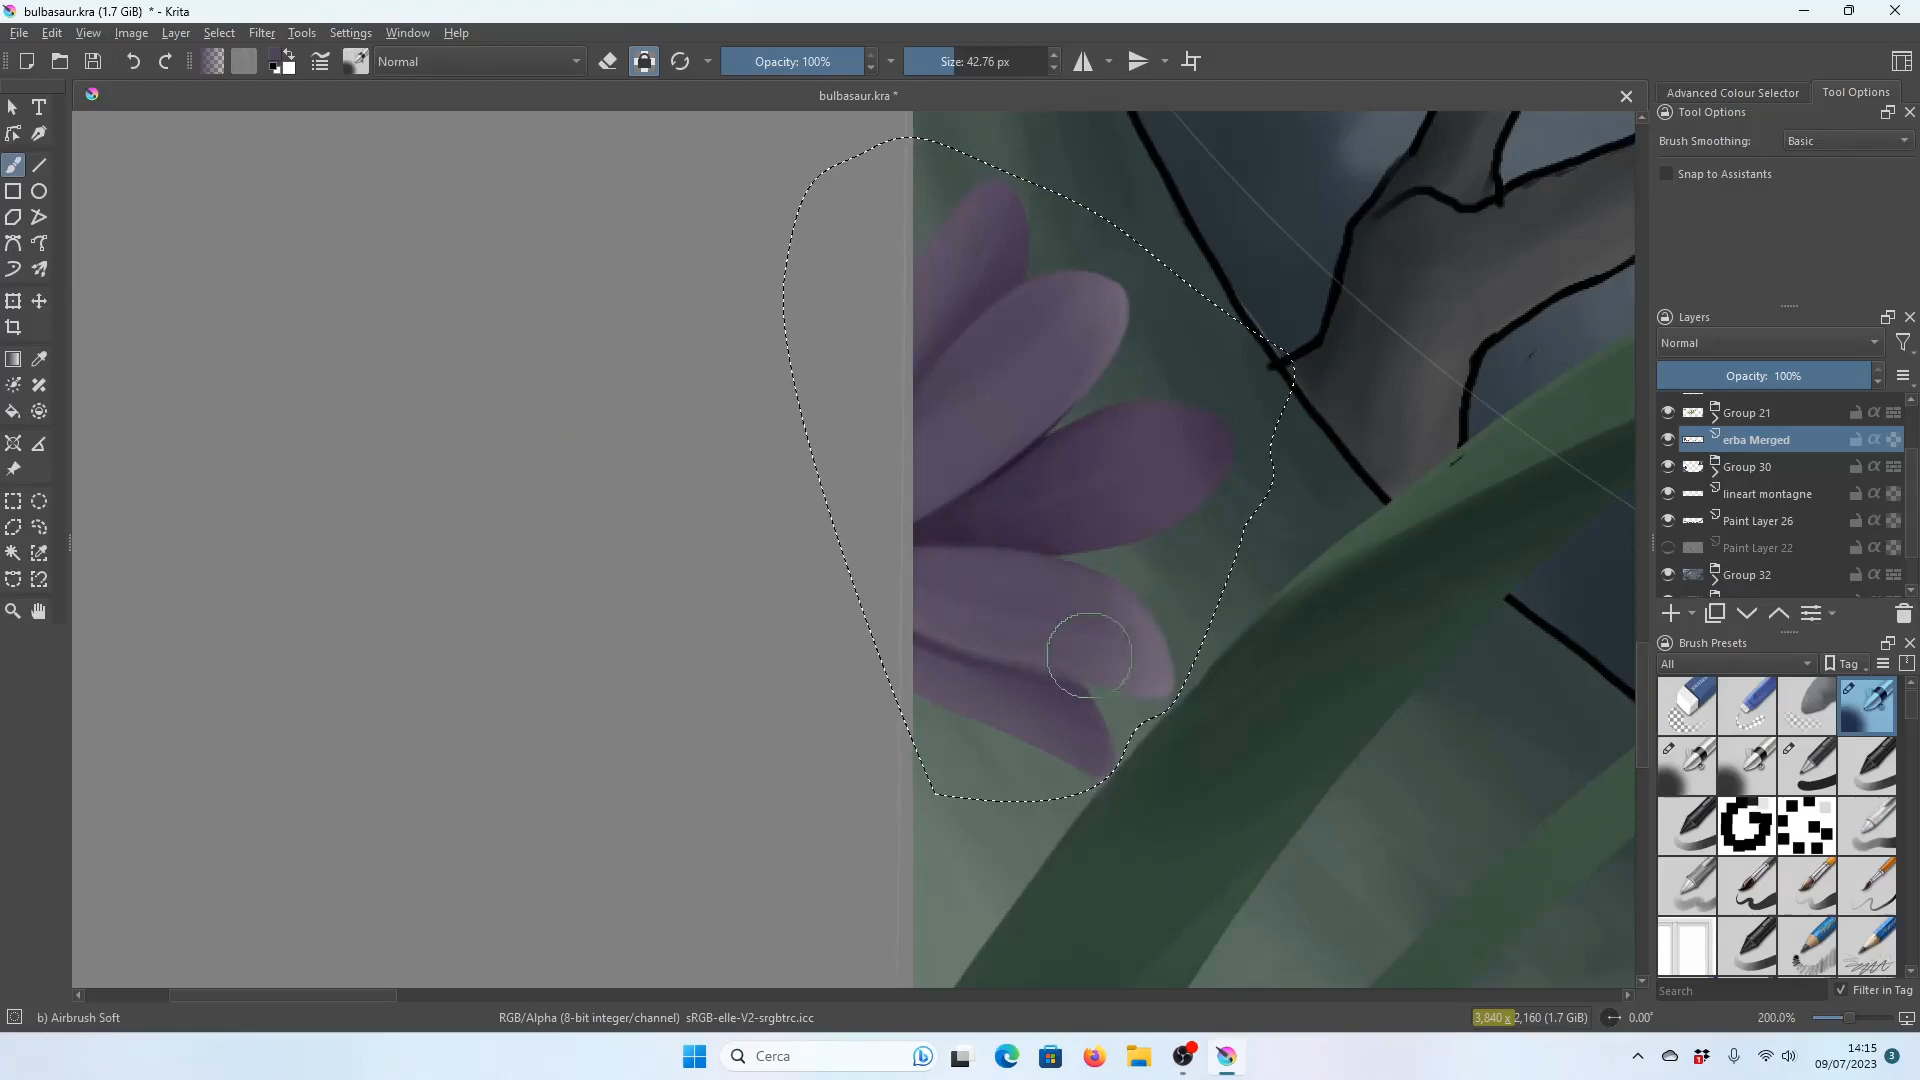 bulbasaur.kra (1.7 GiB) * - Krita
File Edit View Image Layer Select Filter Tools Settings Window Help
Normal
Opacity: 100%
Size: 42.76 px
bulbasaur.kra *
Advanced Colour Selector
Tool Options
Tool Options
Brush Smoothing: Basic
Snap to Assistants
Layers
Normal
Opacity: 100%
Group 21
erba Merged
Group 30
lineart montagne
Paint Layer 26
Paint Layer 22
Group 32
Brush Presets
All
Tag
Search
Filter in Tag
b) Airbrush Soft
RGB/Alpha (8-bit integer/channel) sRGB-elle-V2-srgbtrc.icc
3,840 x 2,160 (1.7 GiB)
0.00°
200.0%
Cerca
14:15
09/07/2023
3